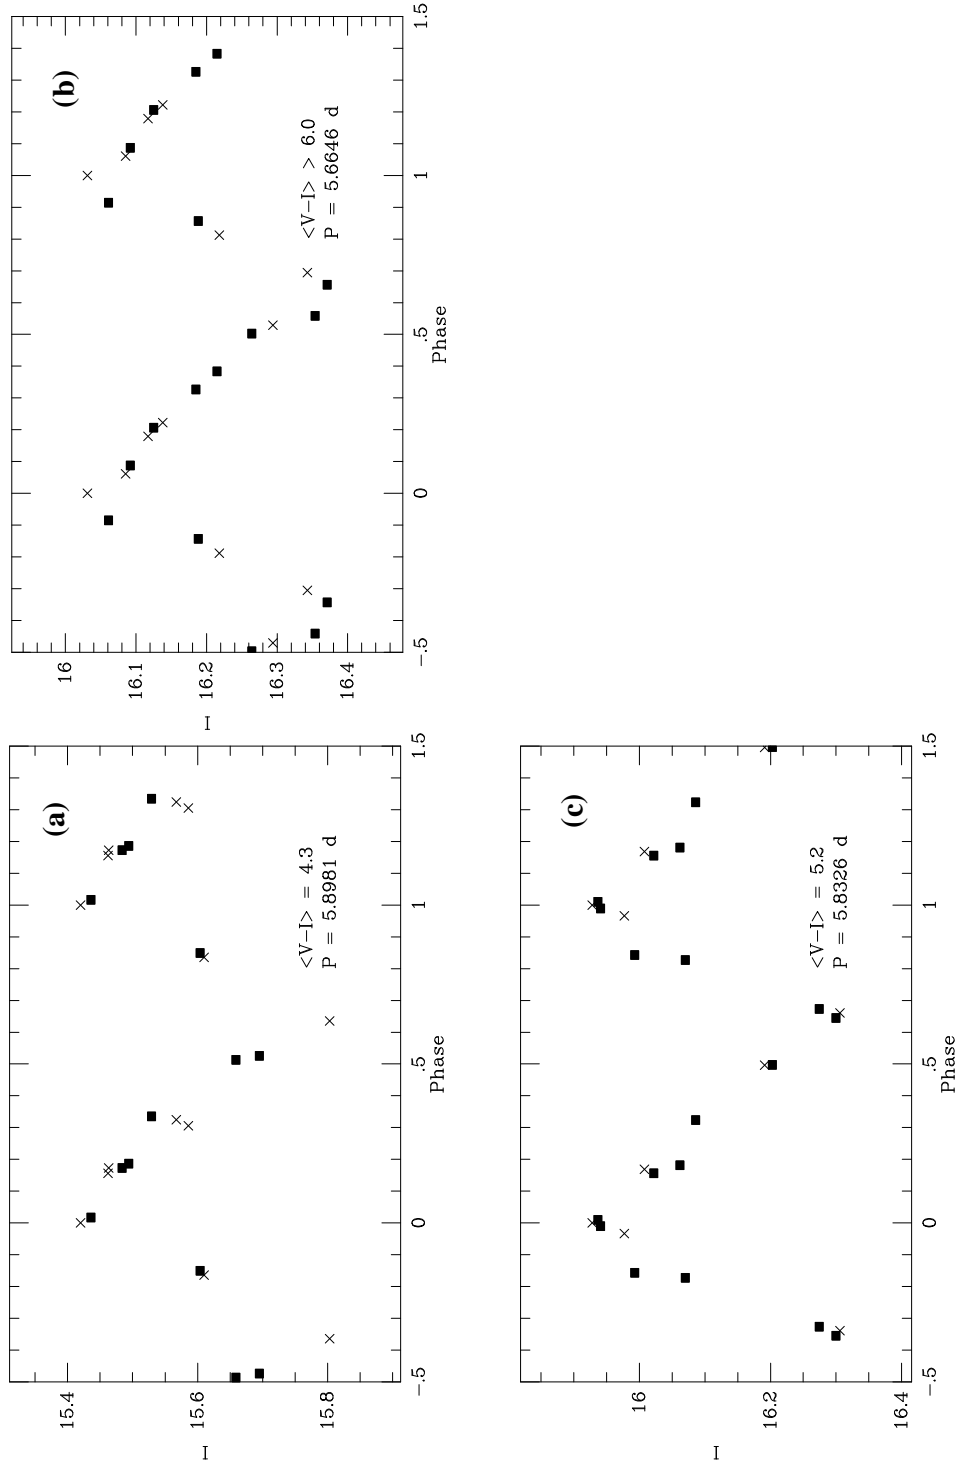 (a)
<V−I> = 4.3
P = 5.8981 d
15.4
15.6
15.8
I
−.5
0
.5
1
1.5
Phase
(b)
<V−I> > 6.0
P = 5.6646 d
16
16.1
16.2
16.3
16.4
I
−.5
0
.5
1
1.5
Phase
(c)
<V−I> = 5.2
P = 5.8326 d
16
16.2
16.4
I
−.5
0
.5
1
1.5
Phase